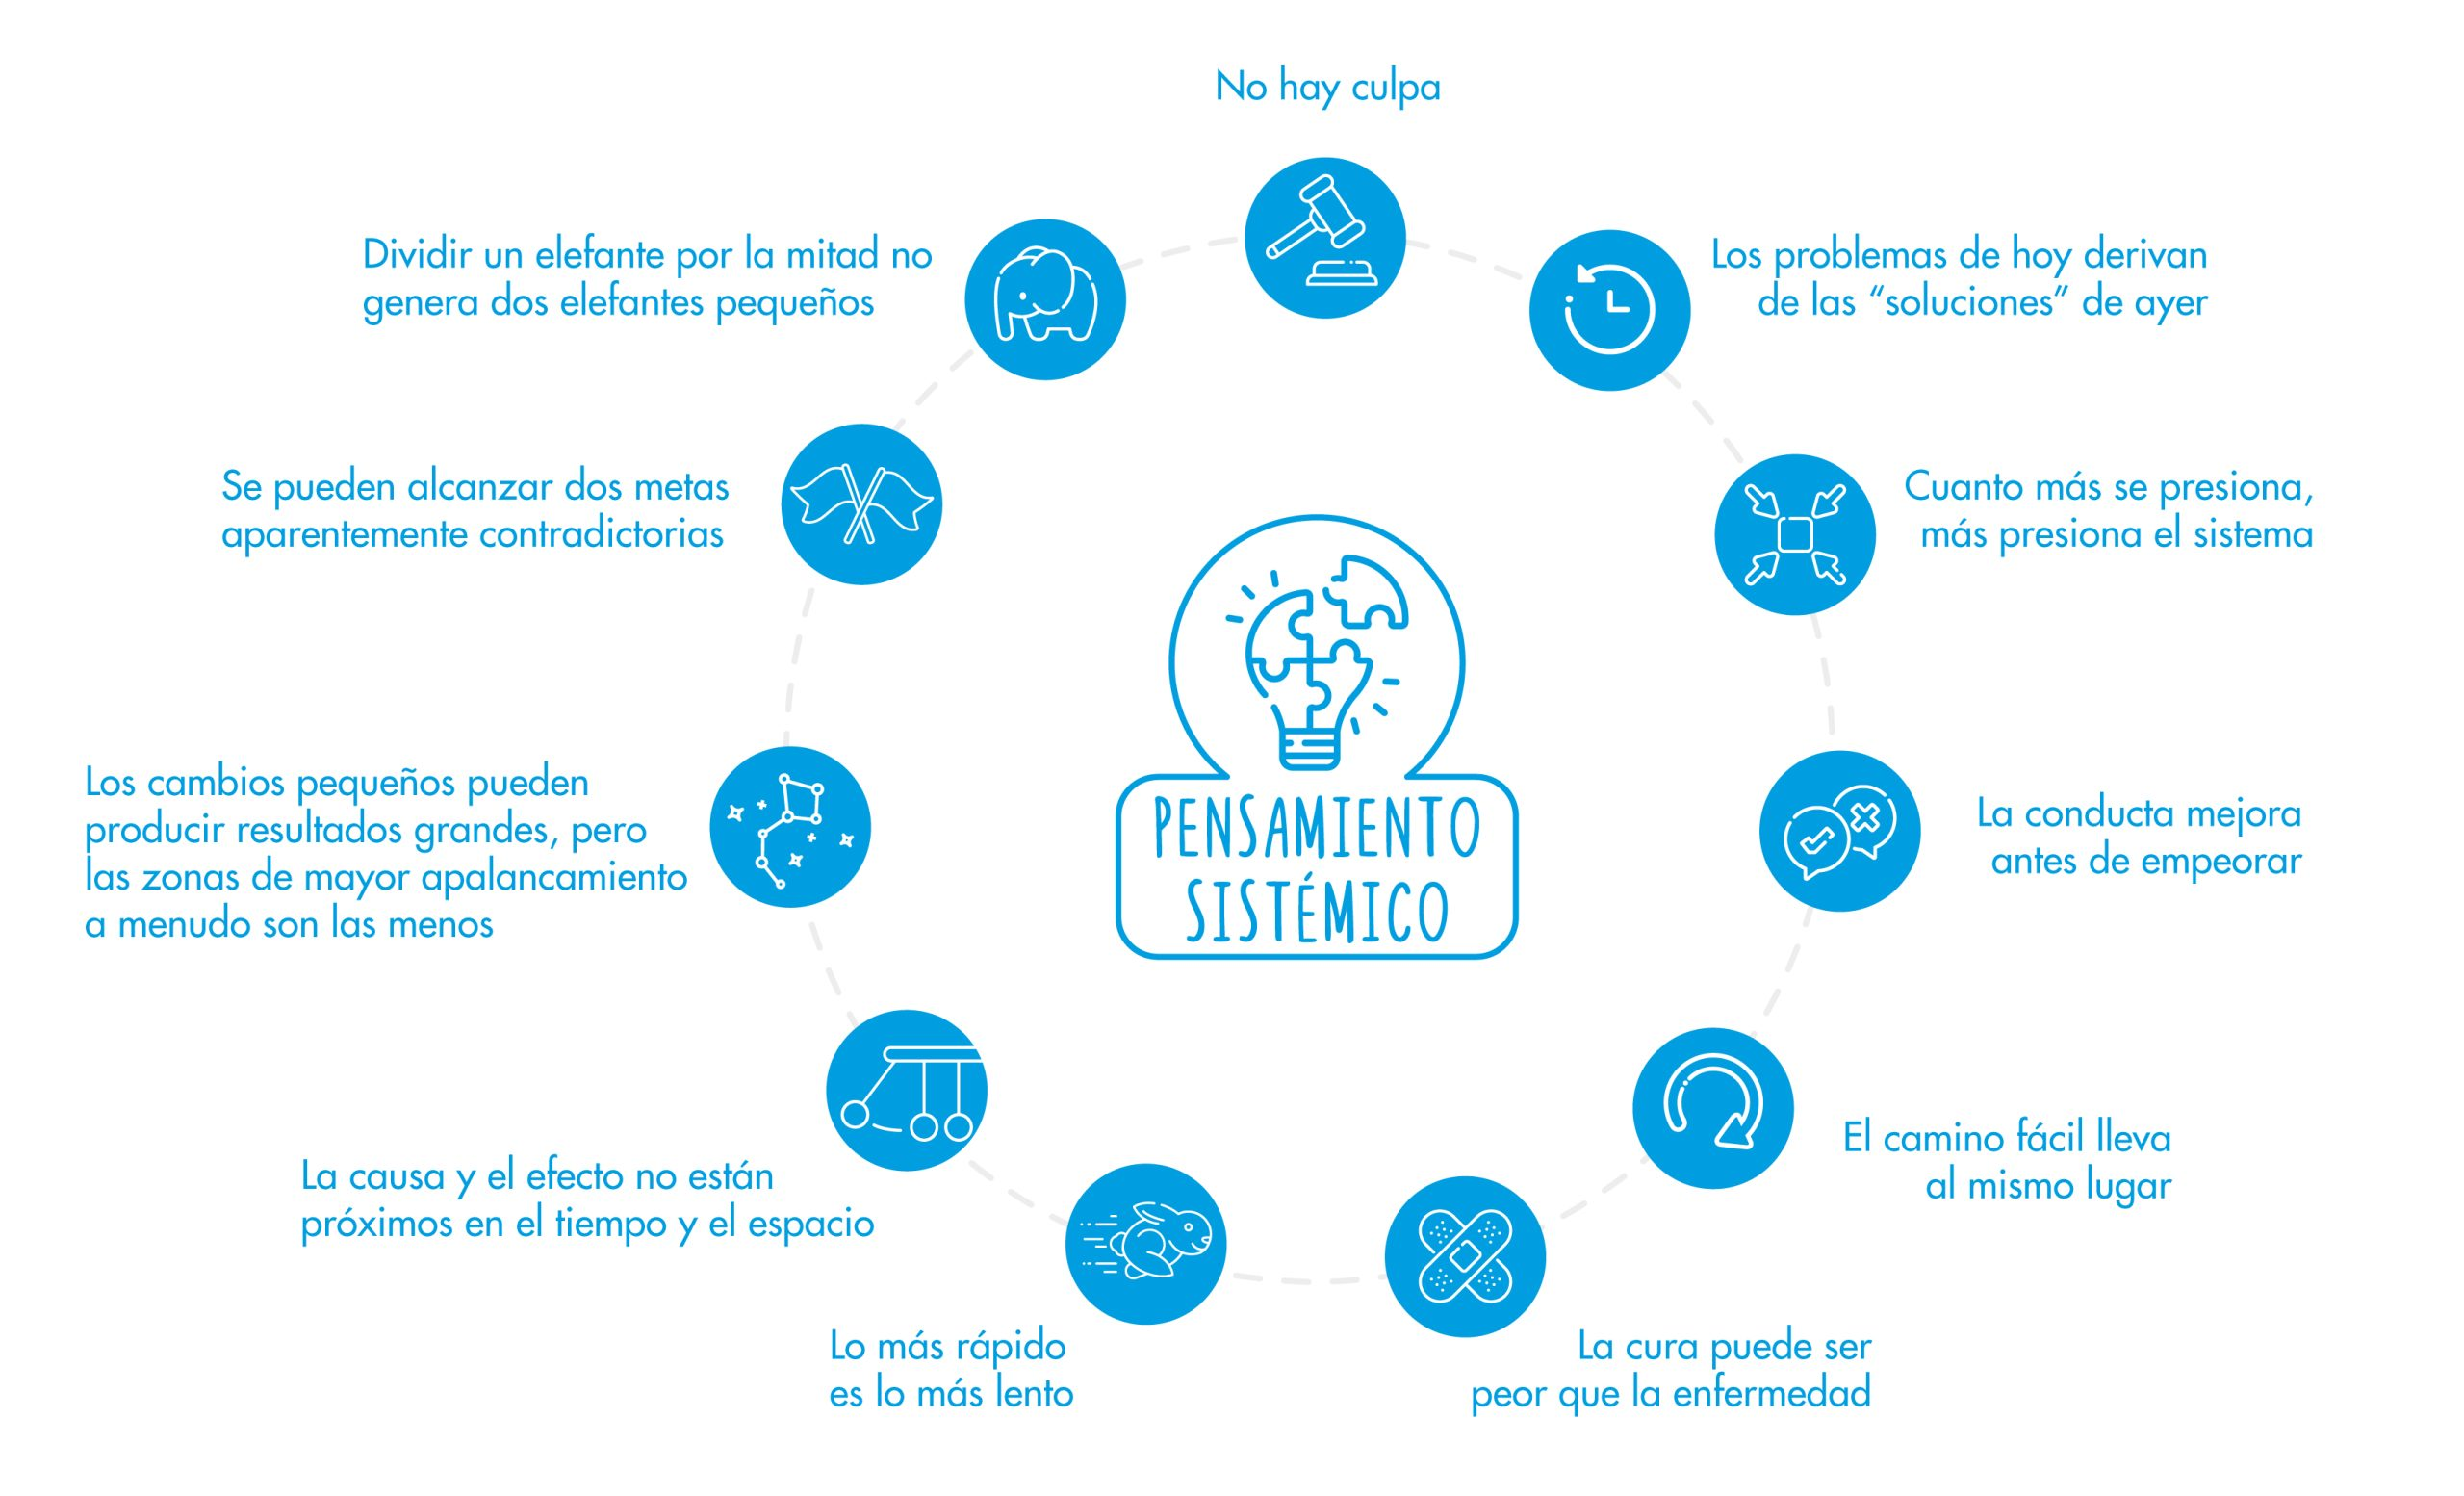 No hay culpa
Los problemas de hoy derivan
de las “soluciones” de ayer
Cuanto más se presiona,
más presiona el sistema
La conducta mejora
antes de empeorar
El camino fácil lleva
al mismo lugar
La cura puede ser
peor que la enfermedad
Lo más rápido
es lo más lento
La causa y el efecto no están
próximos en el tiempo y el espacio
Los cambios pequeños pueden
producir resultados grandes, pero
las zonas de mayor apalancamiento
a menudo son las menos
Se pueden alcanzar dos metas
aparentemente contradictorias
Dividir un elefante por la mitad no
genera dos elefantes pequeños
PENSAMIENTO
SISTÉMICO